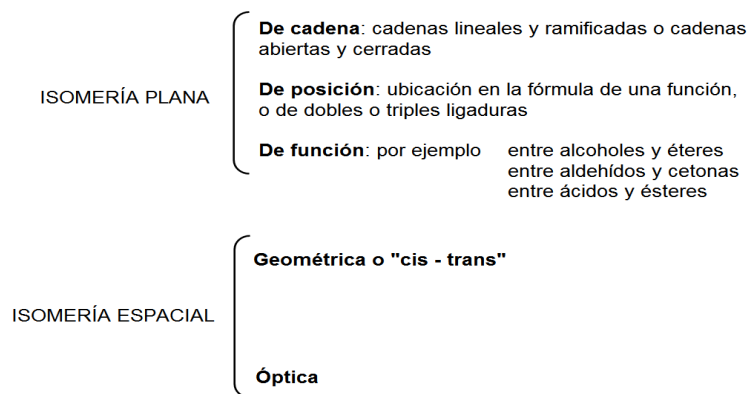 De cadena: cadenas lineales y ramificadas o cadenas
abiertas y cerradas
ISOMERÍA PLANA
De posición: ubicación en la fórmula de una función,
o de dobles o triples ligaduras
De función: por ejemplo entre alcoholes y éteres
entre aldehídos y cetonas
entre ácidos y ésteres
Geométrica o "cis - trans"
ISOMERÍA ESPACIAL
Óptica